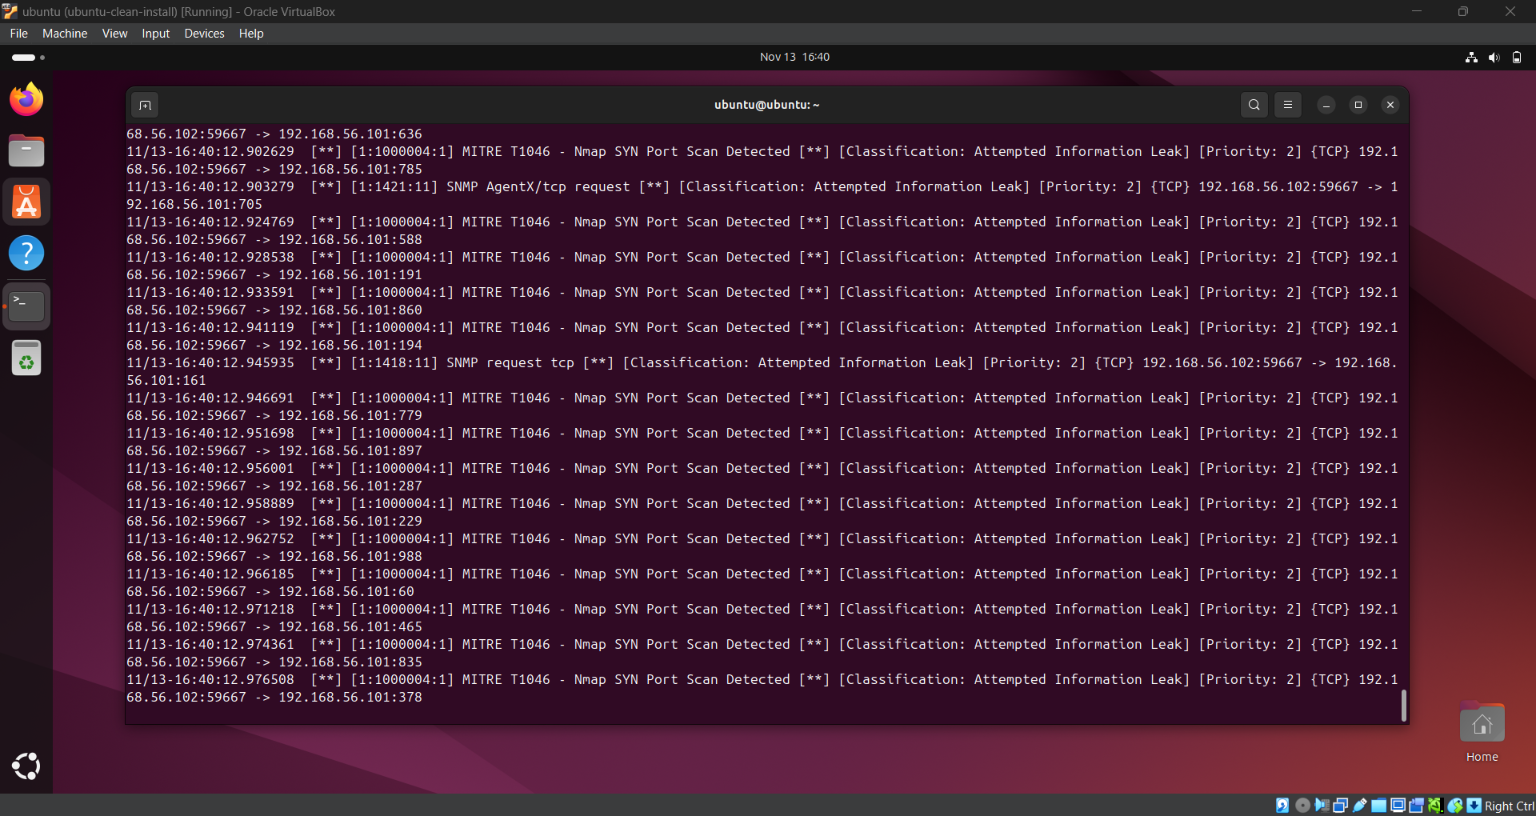 ubuntu (ubuntu-clean-install) [Running] - Oracle VirtualBox
File Machine View Input Devices Help
Nov 13 16:40
ubuntu@ubuntu: ~
68.56.102:59667 -> 192.168.56.101:636
11/13-16:40:12.902629  [**] [1:1000004:1] MITRE T1046 - Nmap SYN Port Scan Detected [**] [Classification: Attempted Information Leak] [Priority: 2] {TCP} 192.1
68.56.102:59667 -> 192.168.56.101:785
11/13-16:40:12.903279  [**] [1:1421:11] SNMP AgentX/tcp request [**] [Classification: Attempted Information Leak] [Priority: 2] {TCP} 192.168.56.102:59667 -> 1
92.168.56.101:705
11/13-16:40:12.924769  [**] [1:1000004:1] MITRE T1046 - Nmap SYN Port Scan Detected [**] [Classification: Attempted Information Leak] [Priority: 2] {TCP} 192.1
68.56.102:59667 -> 192.168.56.101:588
11/13-16:40:12.928538  [**] [1:1000004:1] MITRE T1046 - Nmap SYN Port Scan Detected [**] [Classification: Attempted Information Leak] [Priority: 2] {TCP} 192.1
68.56.102:59667 -> 192.168.56.101:191
11/13-16:40:12.933591  [**] [1:1000004:1] MITRE T1046 - Nmap SYN Port Scan Detected [**] [Classification: Attempted Information Leak] [Priority: 2] {TCP} 192.1
68.56.102:59667 -> 192.168.56.101:860
11/13-16:40:12.941119  [**] [1:1000004:1] MITRE T1046 - Nmap SYN Port Scan Detected [**] [Classification: Attempted Information Leak] [Priority: 2] {TCP} 192.1
68.56.102:59667 -> 192.168.56.101:194
11/13-16:40:12.945935  [**] [1:1418:11] SNMP request tcp [**] [Classification: Attempted Information Leak] [Priority: 2] {TCP} 192.168.56.102:59667 -> 192.168.
56.101:161
11/13-16:40:12.946691  [**] [1:1000004:1] MITRE T1046 - Nmap SYN Port Scan Detected [**] [Classification: Attempted Information Leak] [Priority: 2] {TCP} 192.1
68.56.102:59667 -> 192.168.56.101:779
11/13-16:40:12.951698  [**] [1:1000004:1] MITRE T1046 - Nmap SYN Port Scan Detected [**] [Classification: Attempted Information Leak] [Priority: 2] {TCP} 192.1
68.56.102:59667 -> 192.168.56.101:897
11/13-16:40:12.956001  [**] [1:1000004:1] MITRE T1046 - Nmap SYN Port Scan Detected [**] [Classification: Attempted Information Leak] [Priority: 2] {TCP} 192.1
68.56.102:59667 -> 192.168.56.101:287
11/13-16:40:12.958889  [**] [1:1000004:1] MITRE T1046 - Nmap SYN Port Scan Detected [**] [Classification: Attempted Information Leak] [Priority: 2] {TCP} 192.1
68.56.102:59667 -> 192.168.56.101:229
11/13-16:40:12.962752  [**] [1:1000004:1] MITRE T1046 - Nmap SYN Port Scan Detected [**] [Classification: Attempted Information Leak] [Priority: 2] {TCP} 192.1
68.56.102:59667 -> 192.168.56.101:988
11/13-16:40:12.966185  [**] [1:1000004:1] MITRE T1046 - Nmap SYN Port Scan Detected [**] [Classification: Attempted Information Leak] [Priority: 2] {TCP} 192.1
68.56.102:59667 -> 192.168.56.101:60
11/13-16:40:12.971218  [**] [1:1000004:1] MITRE T1046 - Nmap SYN Port Scan Detected [**] [Classification: Attempted Information Leak] [Priority: 2] {TCP} 192.1
68.56.102:59667 -> 192.168.56.101:465
11/13-16:40:12.974361  [**] [1:1000004:1] MITRE T1046 - Nmap SYN Port Scan Detected [**] [Classification: Attempted Information Leak] [Priority: 2] {TCP} 192.1
68.56.102:59667 -> 192.168.56.101:835
11/13-16:40:12.976508  [**] [1:1000004:1] MITRE T1046 - Nmap SYN Port Scan Detected [**] [Classification: Attempted Information Leak] [Priority: 2] {TCP} 192.1
68.56.102:59667 -> 192.168.56.101:378
Home
Right Ctrl